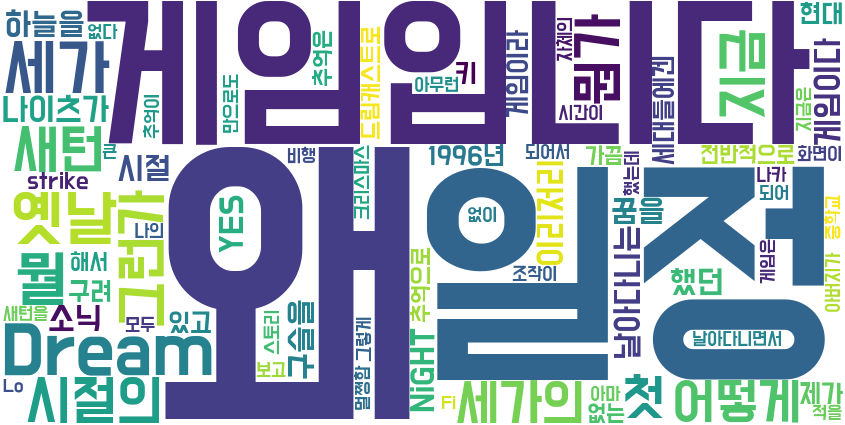 하늘을
없다
게임입니다
현대
세가
추억은
드림캐스트로
아무런
키
게임이라
자체의
뭔가
지금
세대들에겐
지금은
게임이다
나이츠가
추억이
만으로도
시간이
새턴
큰
시절
비행
크리스마스
1996년
되어서
가끔
전반적으로
화면이
strike
옛날
나의
그런가
YES
왜
일정
없이
이리저리
꿈을
했는데
나카
되어
중학교
뭘
해서
구려
조작이
날아다니는
했던
게임은
아버지가
새턴을
소닉
모두
있고
스토리
구슬을
추억으로
날아다니면서
Dream
보고
멀쩡함
그렇게
NiGHT
Lo
시절의
Fi
세가의
아마
없는
첫
어떻게
제가
적을